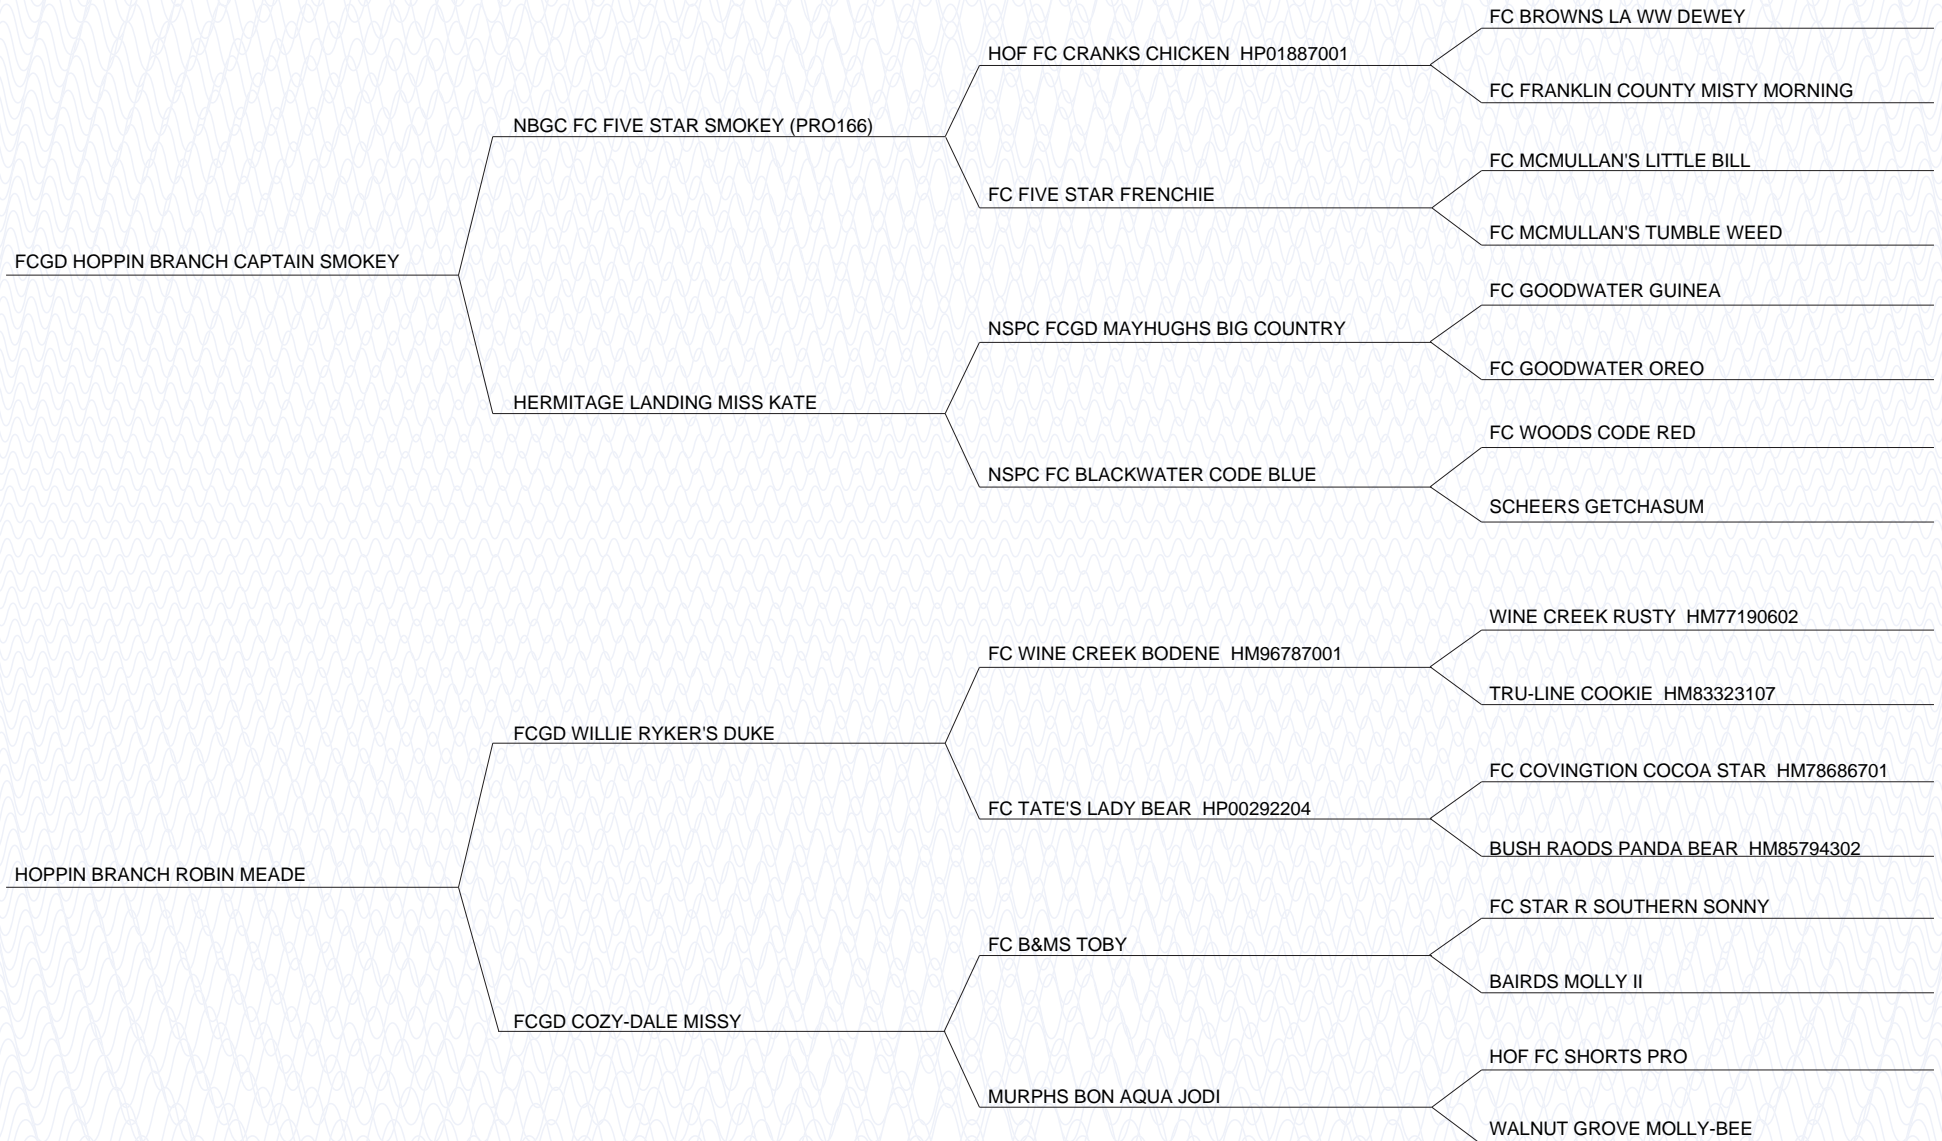 FC BROWNS LA WW DEWEY
HOF FC CRANKS CHICKEN HP01887001
FC FRANKLIN COUNTY MISTY MORNING
NBGC FC FIVE STAR SMOKEY (PRO166)
FC MCMULLAN'S LITTLE BILL
FC FIVE STAR FRENCHIE
FC MCMULLAN'S TUMBLE WEED
FCGD HOPPIN BRANCH CAPTAIN SMOKEY
FC GOODWATER GUINEA
NSPC FCGD MAYHUGHS BIG COUNTRY
FC GOODWATER OREO
HERMITAGE LANDING MISS KATE
FC WOODS CODE RED
NSPC FC BLACKWATER CODE BLUE
SCHEERS GETCHASUM
WINE CREEK RUSTY HM77190602
FC WINE CREEK BODENE HM96787001
TRU-LINE COOKIE HM83323107
FCGD WILLIE RYKER'S DUKE
FC COVINGTION COCOA STAR HM78686701
FC TATE'S LADY BEAR HP00292204
BUSH RAODS PANDA BEAR HM85794302
HOPPIN BRANCH ROBIN MEADE
FC STAR R SOUTHERN SONNY
FC B&MS TOBY
BAIRDS MOLLY II
FCGD COZY-DALE MISSY
HOF FC SHORTS PRO
MURPHS BON AQUA JODI
WALNUT GROVE MOLLY-BEE